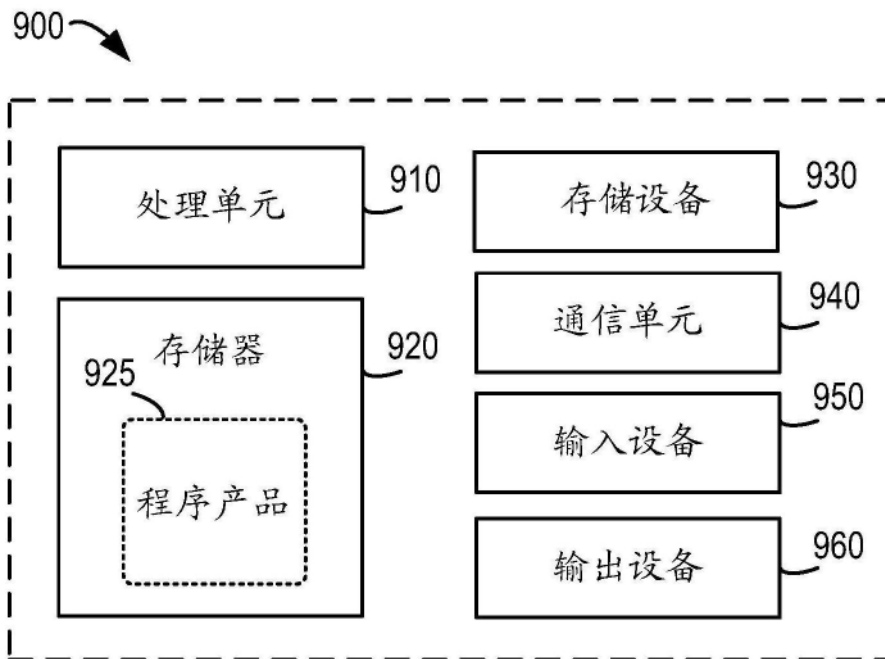 900
处理单元
910
存储器
920
925
程序产品
存储设备
930
通信单元
940
输入设备
950
输出设备
960